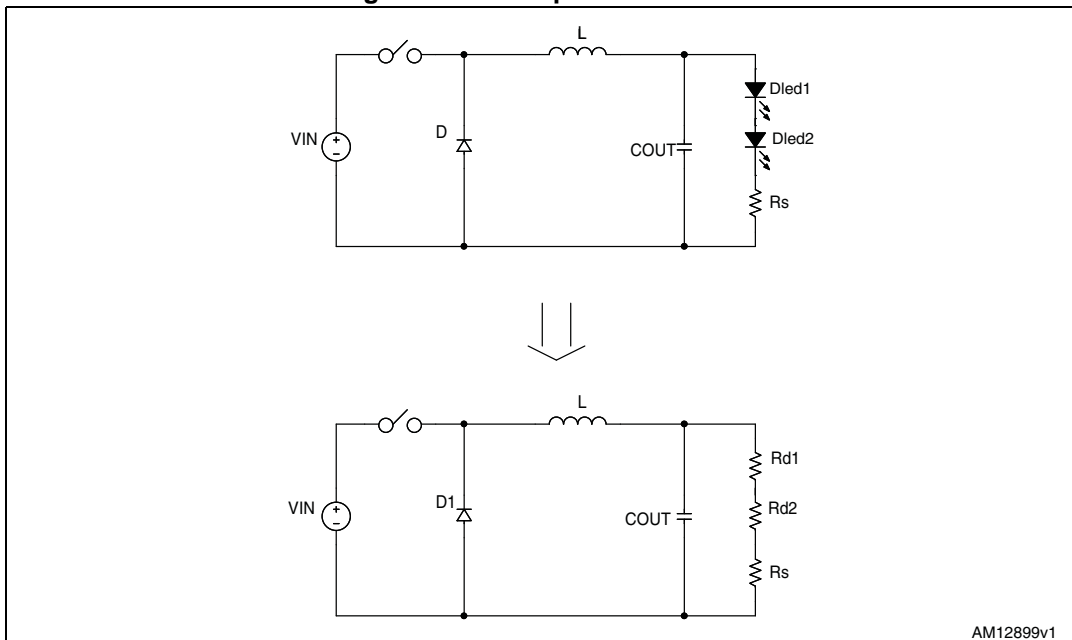 L
Dled1
VIN
+
-
D
COUT
Dled2
Rs
L
Rd1
VIN
+
-
D1
COUT
Rd2
Rs
AM12899v1